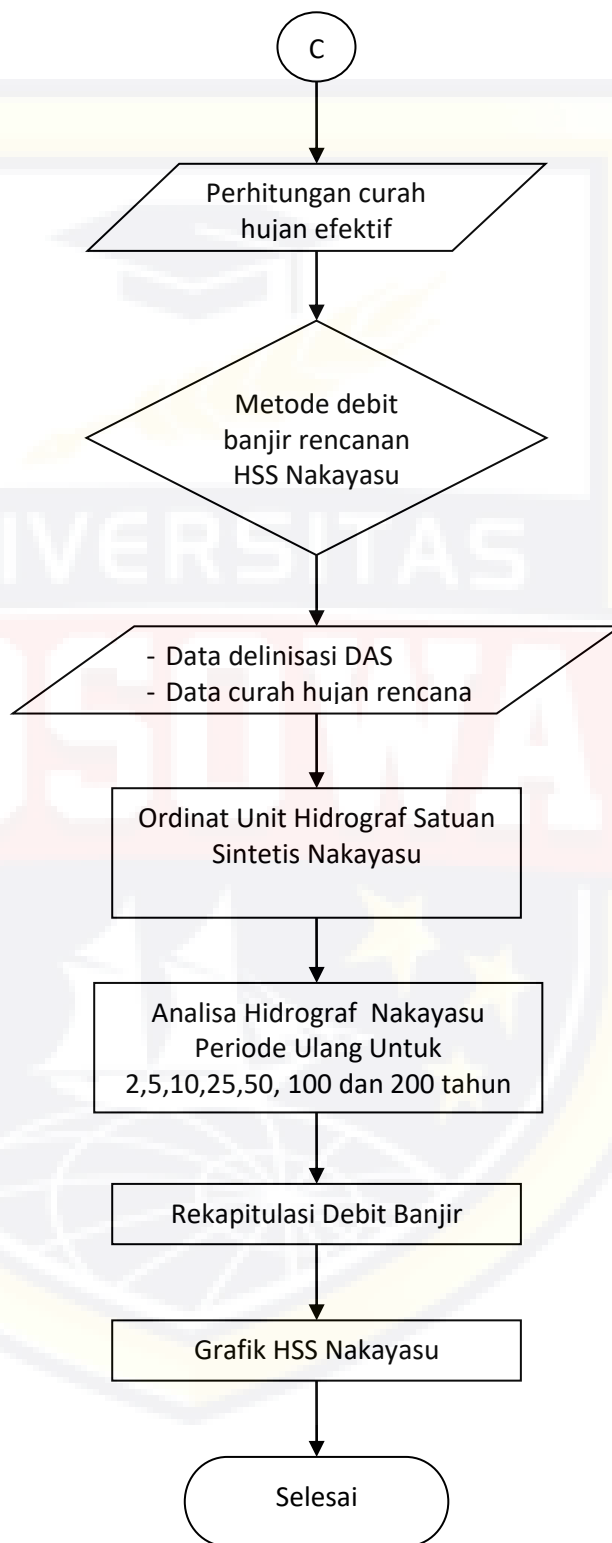 C
Perhitungan curah
hujan efektif
Metode debit
banjir rencanan
HSS Nakayasu
IVERSITAS
OSOWA
- Data delinisasi DAS
- Data curah hujan rencana
Ordinat Unit Hidrograf Satuan
Sintetis Nakayasu
Analisa Hidrograf Nakayasu
Periode Ulang Untuk
2,5,10,25,50, 100 dan 200 tahun
Rekapitulasi Debit Banjir
Grafik HSS Nakayasu
Selesai